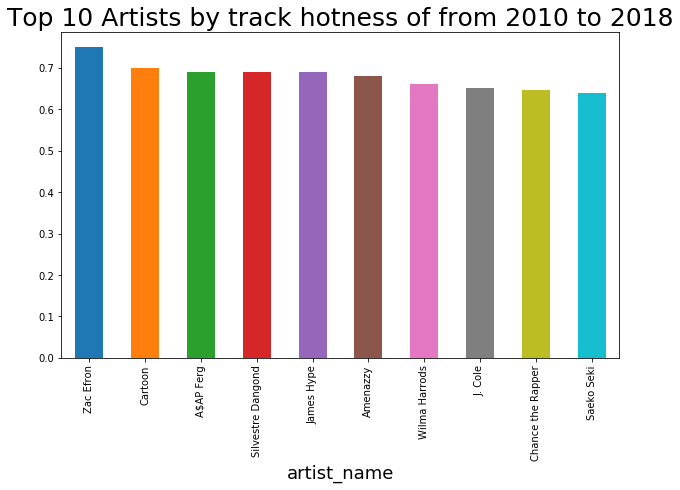 Top 10 Artists by track hotness of from 2010 to 2018
0.7
0.6
0.5
0.4
0.3
0.2
0.1
0.0
Zac Efron
Cartoon
A$AP Ferg
Silvestre Dangond
James Hype
Amenazzy
Wilma Harrods
J. Cole
Chance the Rapper
Saeko Seki
artist_name